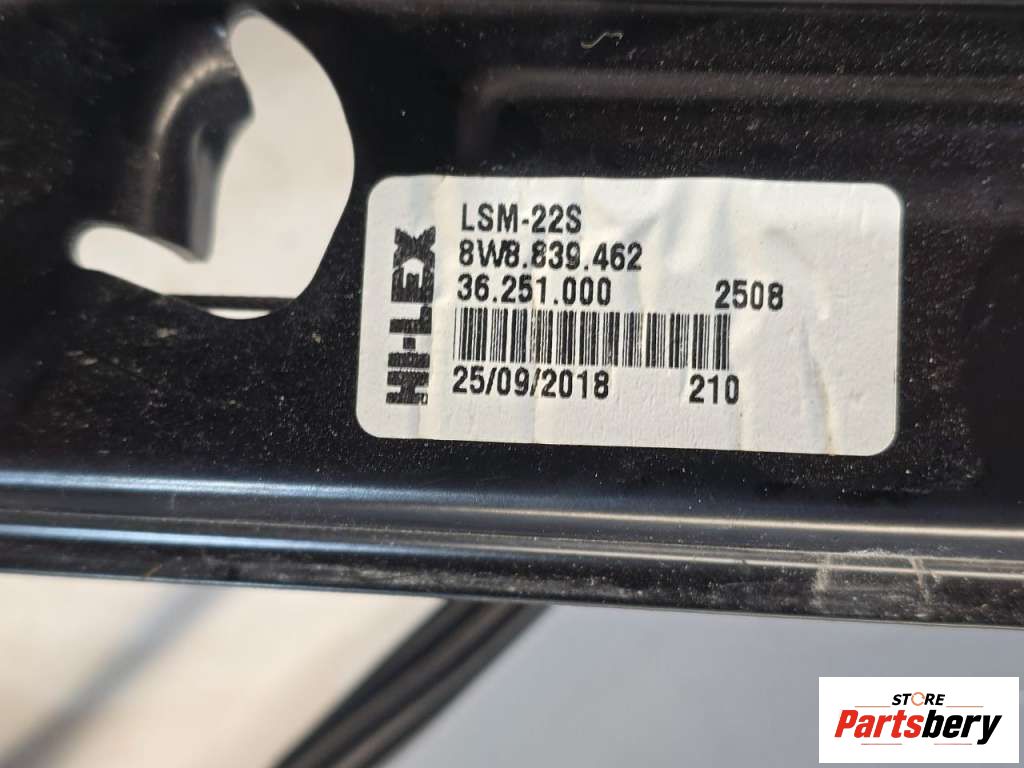 HI-LEX
LSM-22S
8W8.839.462
36.251.000 2508
25/09/2018 210
STORE
Partsbery